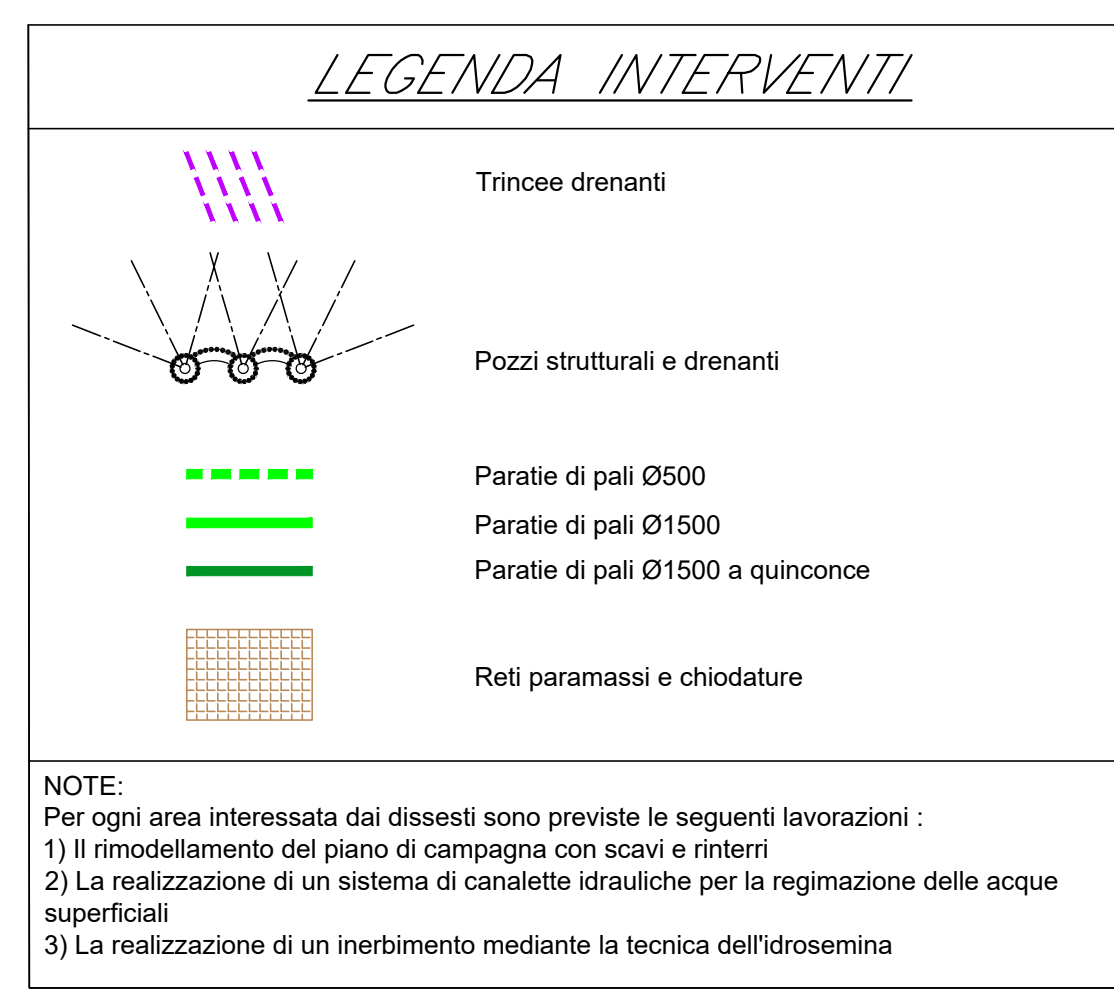 LEGENDA INTERVENTI
Trincee drenanti
Pozzi strutturali e drenanti
Paratie di pali Ø500
Paratie di pali Ø1500
Paratie di pali Ø1500 a quinconce
Reti paramassi e chiodature
NOTE:
Per ogni area interessata dai dissesti sono previste le seguenti lavorazioni :
1) Il rimodellamento del piano di campagna con scavi e rinterri
2) La realizzazione di un sistema di canalette idrauliche per la regimazione delle acque
superficiali
3) La realizzazione di un inerbimento mediante la tecnica dell'idrosemina